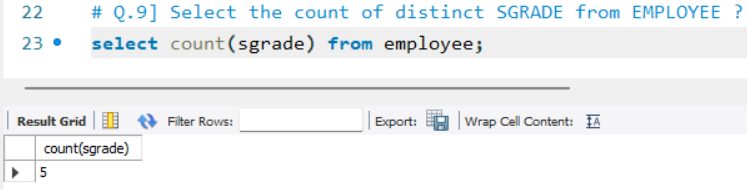 22 # Q.9] Select the count of distinct SGRADE from EMPLOYEE ?
23 select count(sgrade) from employee;
Result Grid Filter Rows: Export: Wrap Cell Content:
count(sgrade)
5